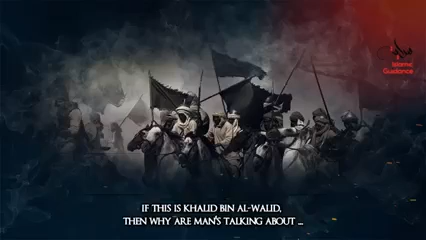 Islamic
Guidance
IF THIS IS KHALID BIN AL-WALID,
THEN WHY ARE MAN'S TALKING ABOUT ...